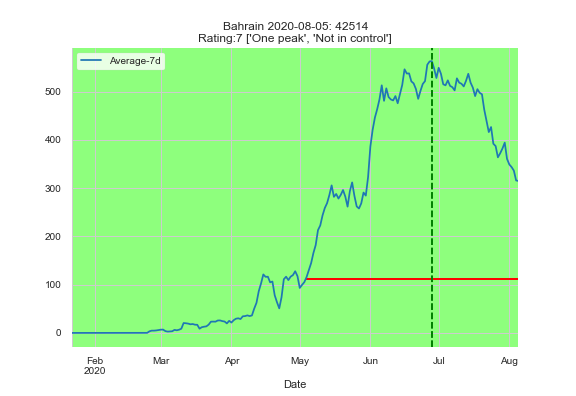 Bahrain 2020-08-05: 42514
Rating:7 ['One peak', 'Not in control']
Average-7d
500
400
300
200
100
0
Feb Mar Apr May Jun Jul Aug
2020
Date